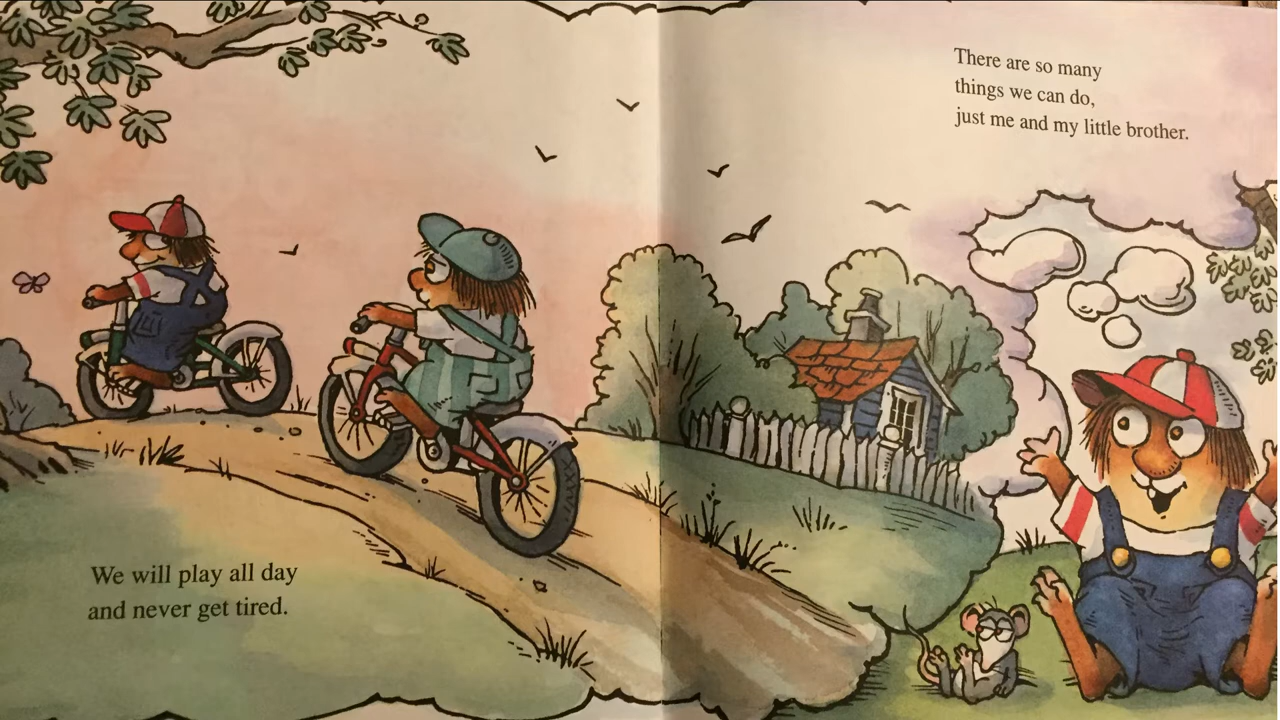 We will play all day
and never get tired.
There are so many
things we can do,
just me and my little brother.